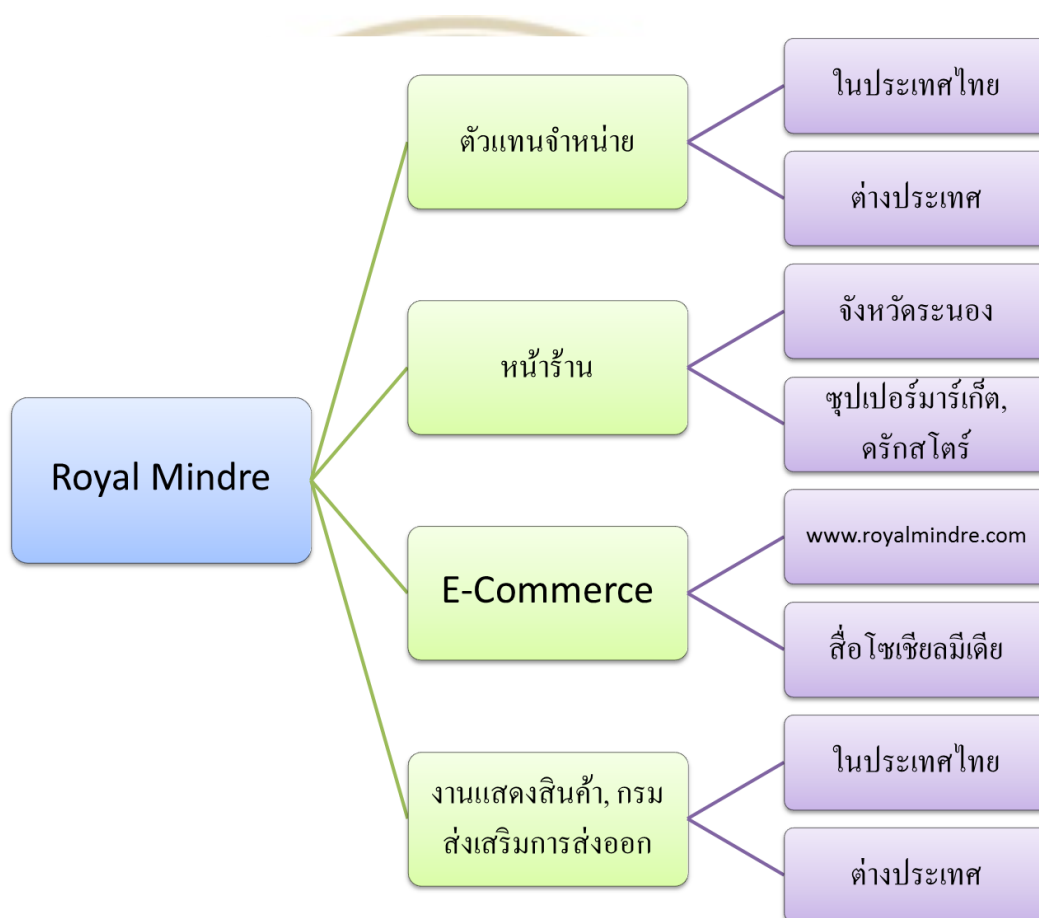 Royal Mindre
ตัวแทนจำหน่าย
ในประเทศไทย
ต่างประเทศ
หน้าร้าน
จังหวัดระนอง
ซุปเปอร์มาร์เก็ต,
ดรักสโตร์
E-Commerce
www.royalmindre.com
สื่อโซเชียลมีเดีย
งานแสดงสินค้า, กรม
ส่งเสริมการส่งออก
ในประเทศไทย
ต่างประเทศ